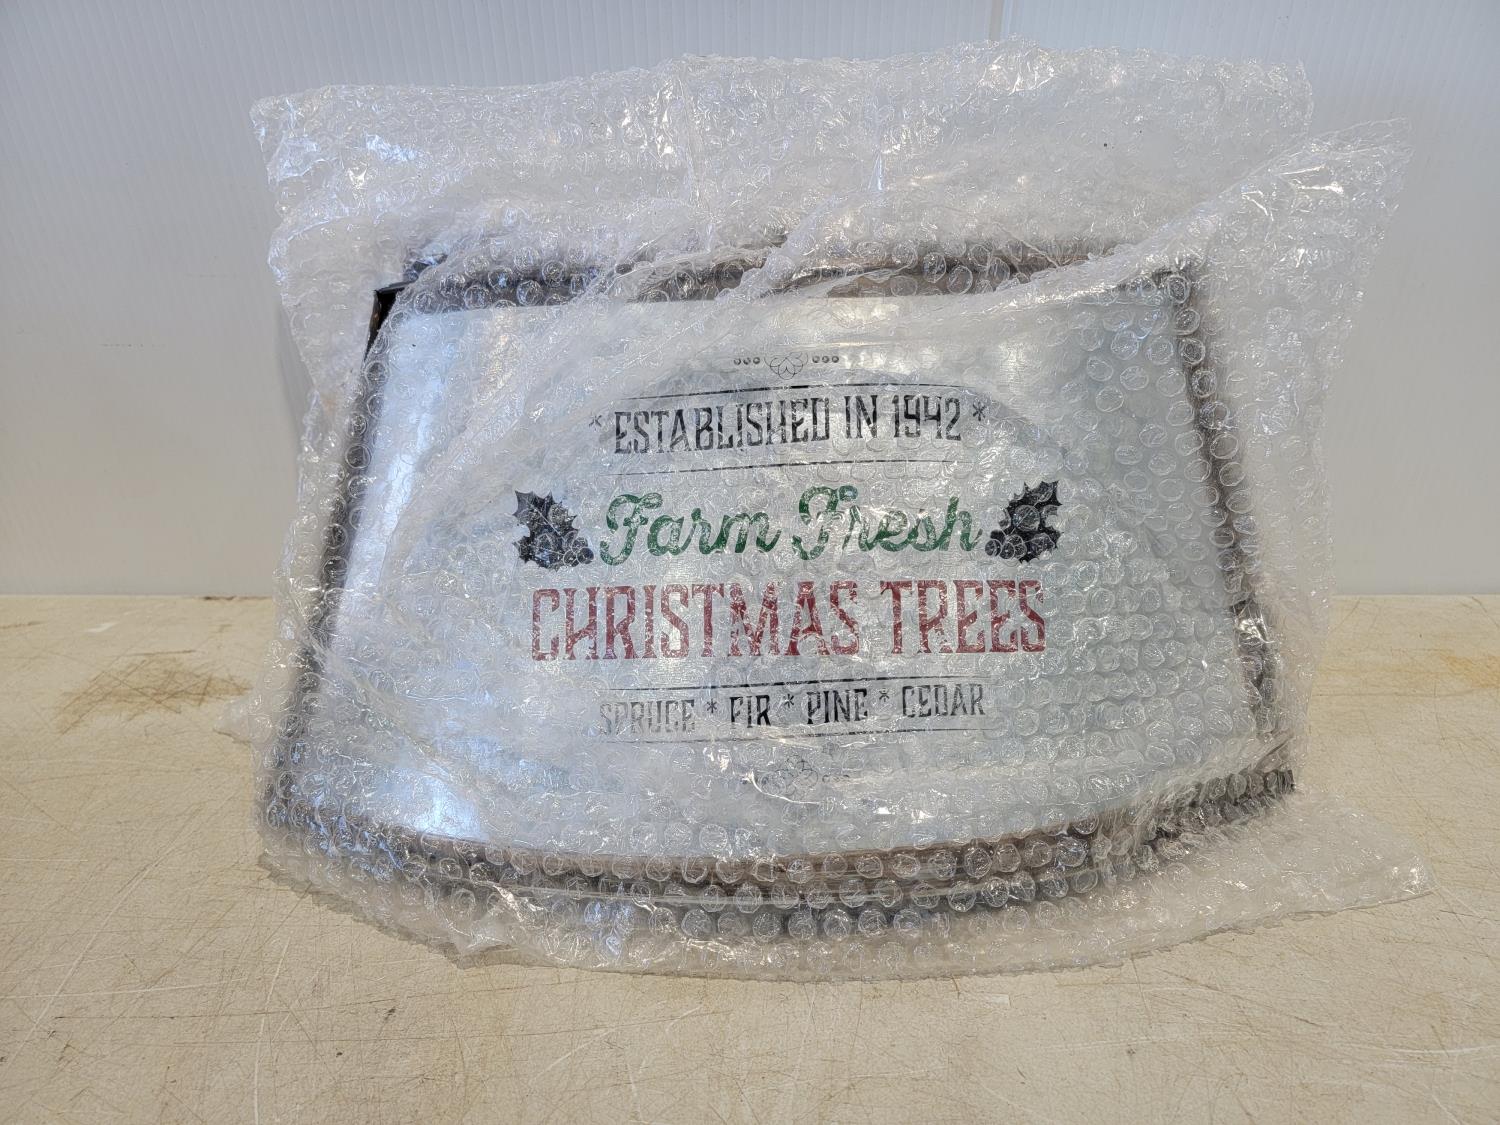 * ESTABLISHED IN 1942 *
Farm Fresh
CHRISTMAS TREES
SPRUCE * FIR * PINE * CEDAR